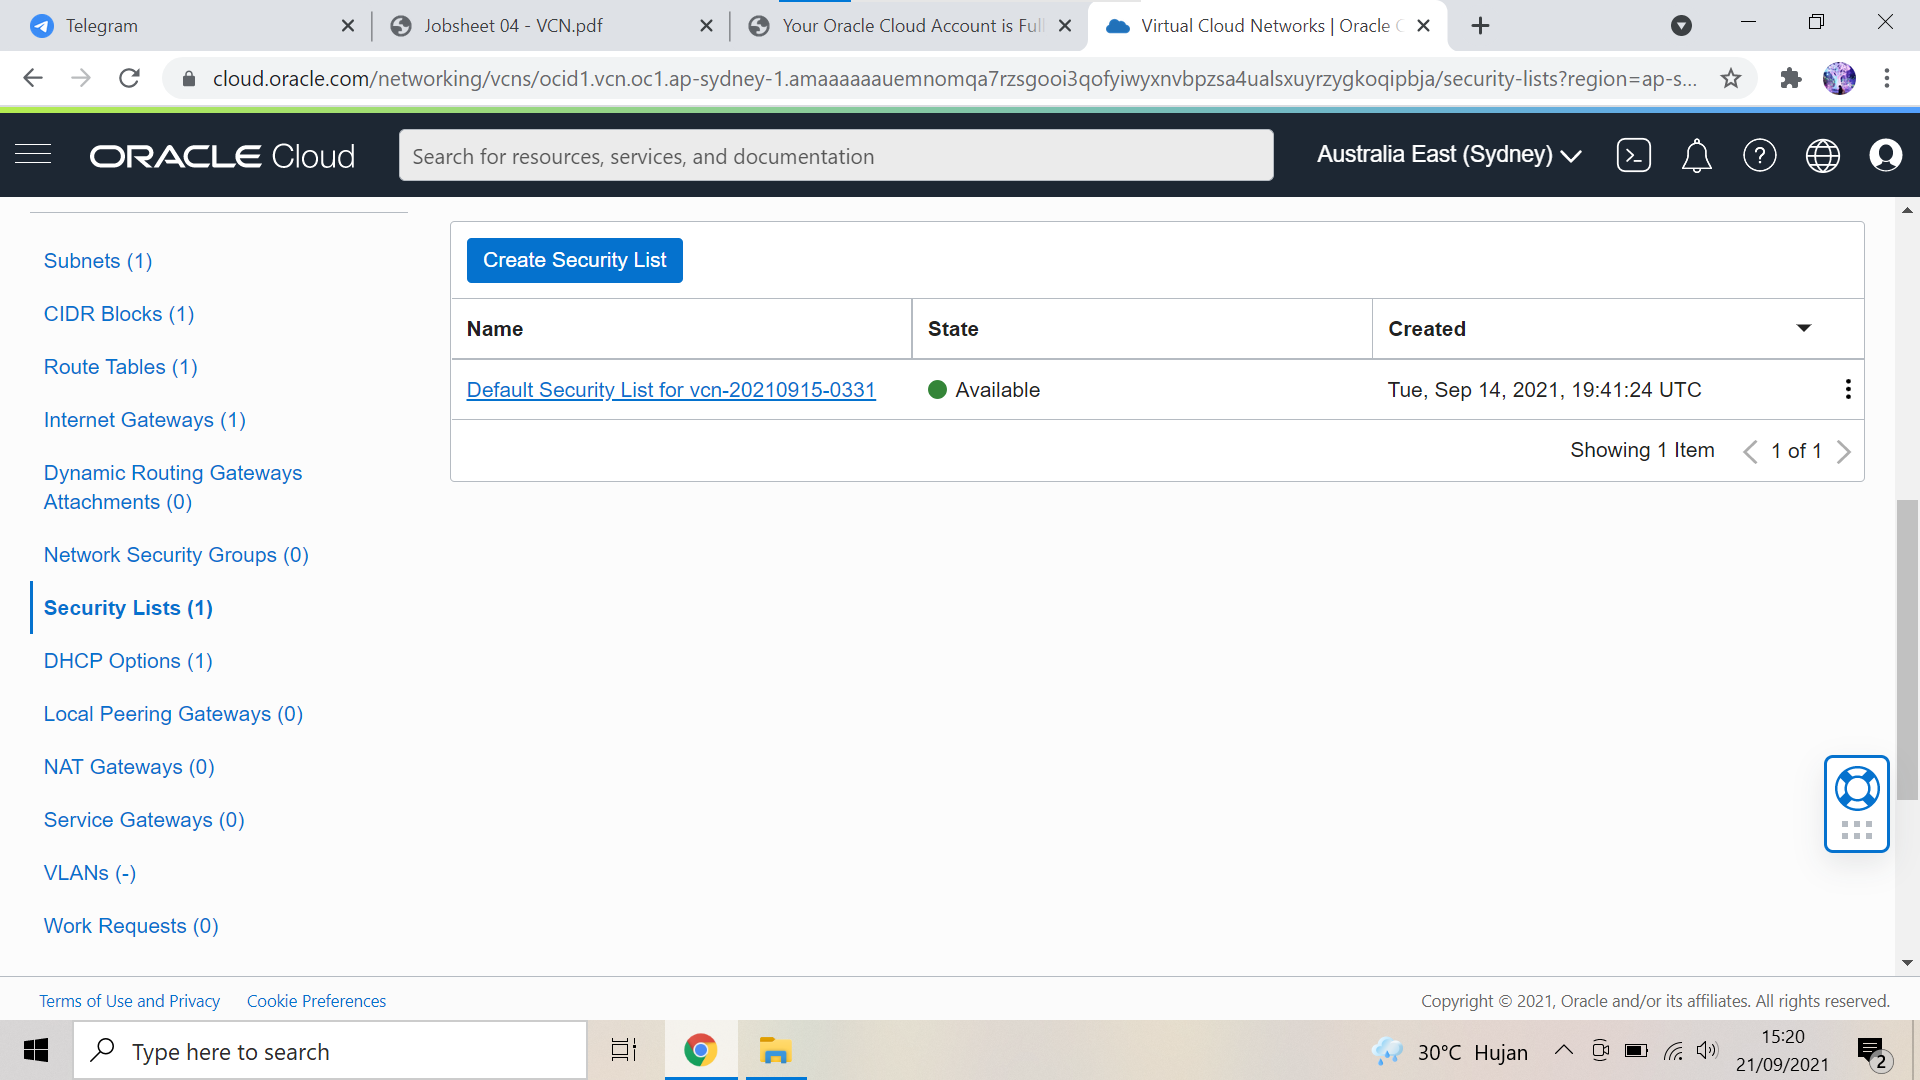 Telegram
Jobsheet 04 - VCN.pdf
Your Oracle Cloud Account is Full
Virtual Cloud Networks | Oracle C
cloud.oracle.com/networking/vcns/ocid1.vcn.oc1.ap-sydney-1.amaaaaaauemnomqa7rzsgooi3qofyiwyxnvbpzsa4ualsxuyrzygkoqipbja/security-lists?region=ap-s...
ORACLE Cloud
Search for resources, services, and documentation
Australia East (Sydney)
Subnets (1)
CIDR Blocks (1)
Route Tables (1)
Internet Gateways (1)
Dynamic Routing Gateways
Attachments (0)
Network Security Groups (0)
Security Lists (1)
DHCP Options (1)
Local Peering Gateways (0)
NAT Gateways (0)
Service Gateways (0)
VLANs (-)
Work Requests (0)
Create Security List
Name State Created
Default Security List for vcn-20210915-0331 Available Tue, Sep 14, 2021, 19:41:24 UTC
Showing 1 Item 1 of 1
Terms of Use and Privacy Cookie Preferences
Copyright © 2021, Oracle and/or its affiliates. All rights reserved.
Type here to search
30°C Hujan
15:20
21/09/2021
2